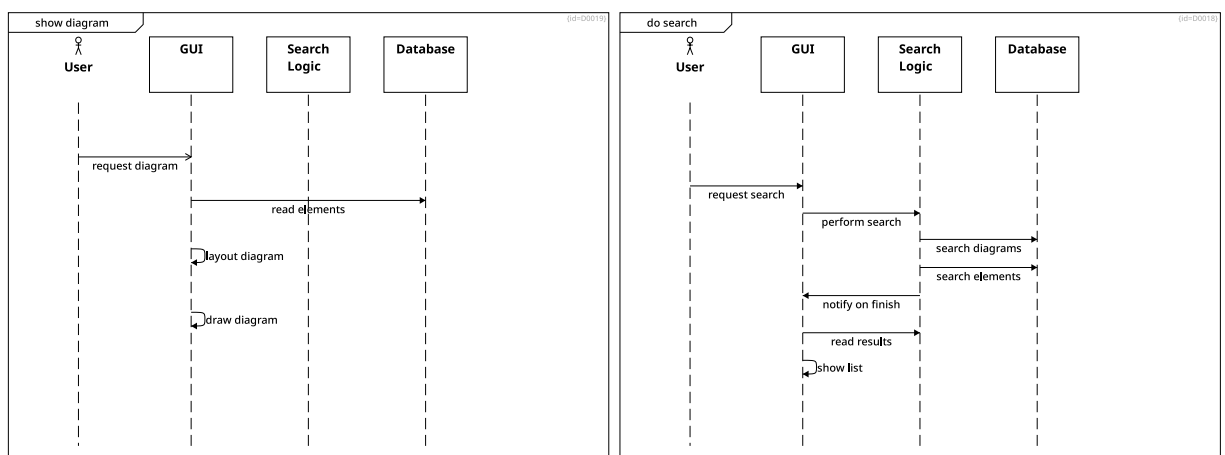 show diagram
(id=D0019)
User
GUI
Search
Logic
Database
request diagram
read elements
layout diagram
draw diagram
do search
(id=D0018)
User
GUI
Search
Logic
Database
request search
perform search
search diagrams
search elements
notify on finish
read results
show list